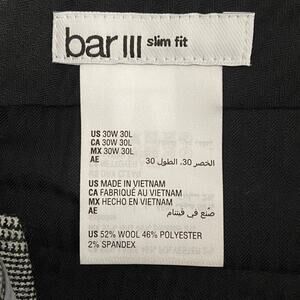 bar III slim fit
US 30W 30L
CA 30W 30L
MX 30W 30L
AE الخصر 30، الطول 30
US MADE IN VIETNAM
CA FABRIQUÉ AU VIETNAM
MX HECHO EN VIETNAM
AE صُنع في فيتنام
US 52% WOOL 46% POLYESTER
2% SPANDEX